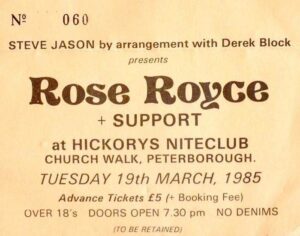 Nº 060
STEVE JASON by arrangement with Derek Block
presents
Rose Royce
+ SUPPORT
at HICKORYS NITECLUB
CHURCH WALK, PETERBOROUGH.
TUESDAY 19th MARCH, 1985
Advance Tickets £5 (+ Booking Fee)
OVER 18's DOORS OPEN 7.30 pm NO DENIMS
(TO BE RETAINED)